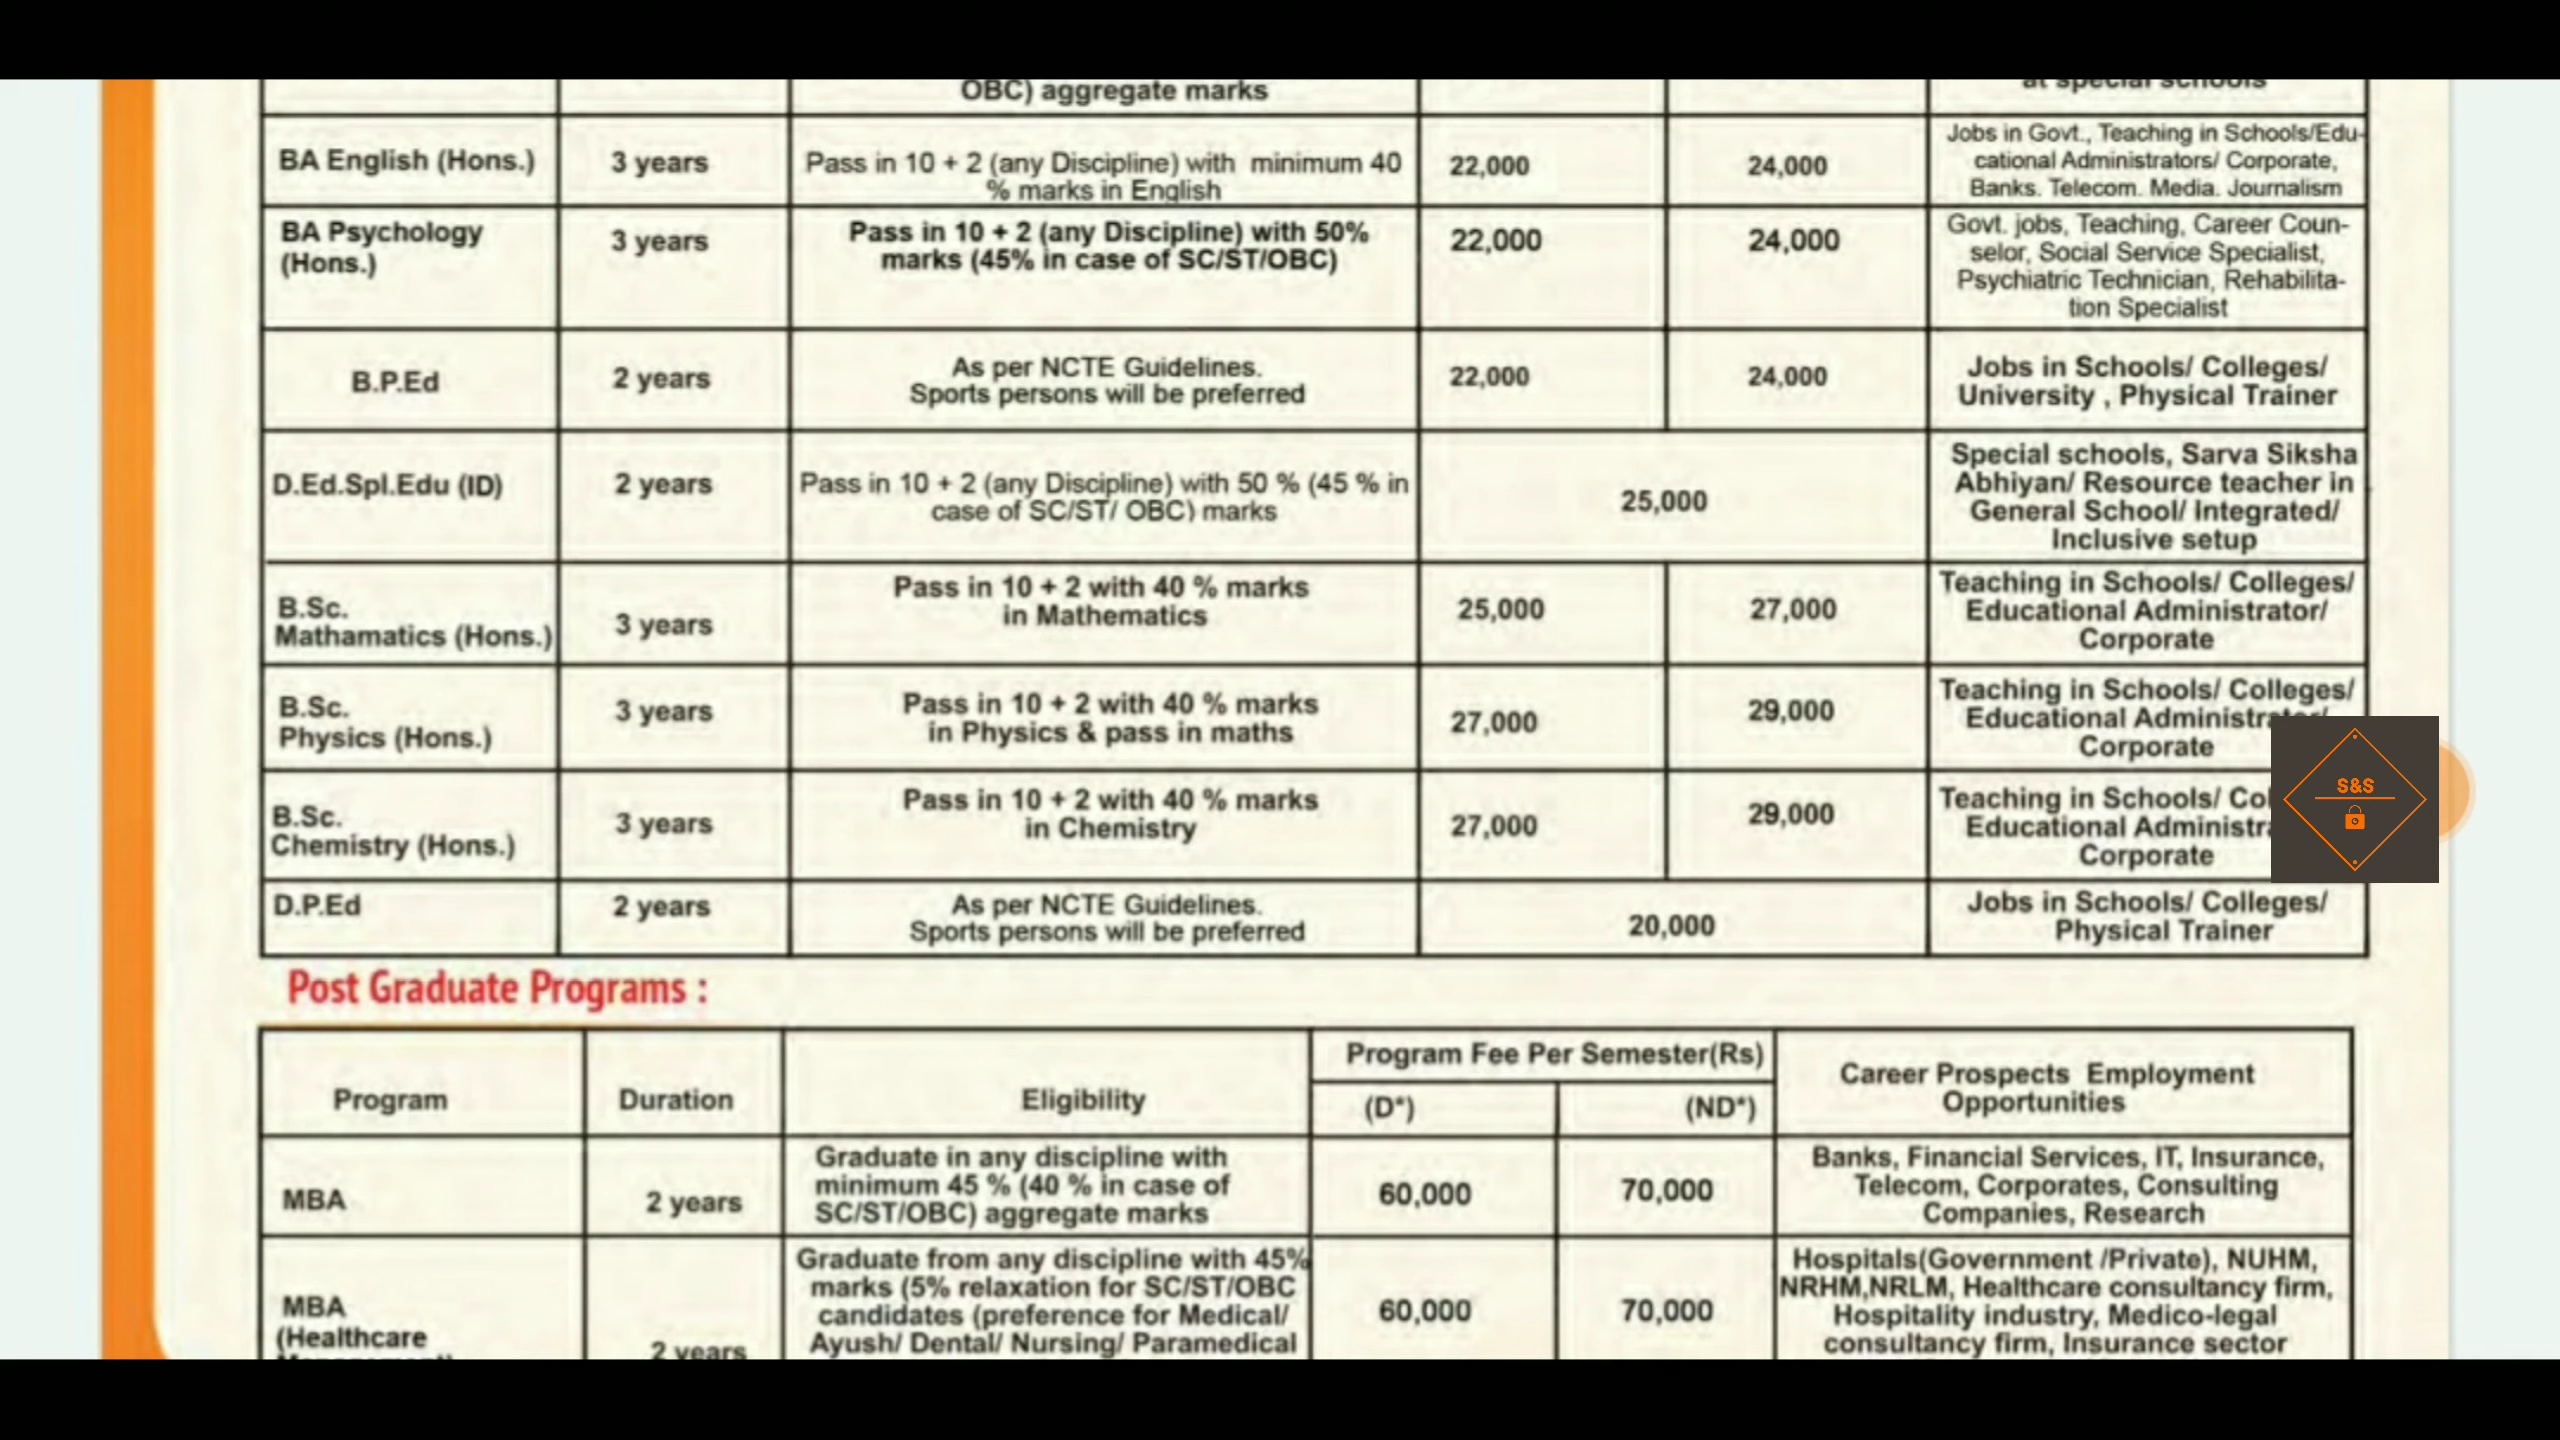 OBC) aggregate marks
at special schools
BA English (Hons.)
3 years
Pass in 10 + 2 (any Discipline) with minimum 40
% marks in English
22,000
24,000
Jobs in Govt., Teaching in Schools/Edu-
cational Administrators/ Corporate,
Banks. Telecom. Media. Journalism
BA Psychology
(Hons.)
3 years
Pass in 10 + 2 (any Discipline) with 50%
marks (45% in case of SC/ST/OBC)
22,000
24,000
Govt. jobs, Teaching, Career Coun-
selor, Social Service Specialist,
Psychiatric Technician, Rehabilita-
tion Specialist
B.P.Ed
2 years
As per NCTE Guidelines.
Sports persons will be preferred
22,000
24,000
Jobs in Schools/ Colleges/
University , Physical Trainer
D.Ed.Spl.Edu (ID)
2 years
Pass in 10 + 2 (any Discipline) with 50 % (45 % in
case of SC/ST/ OBC) marks
25,000
Special schools, Sarva Siksha
Abhiyan/ Resource teacher in
General School/ Integrated/
Inclusive setup
B.Sc.
Mathamatics (Hons.)
3 years
Pass in 10 + 2 with 40 % marks
in Mathematics
25,000
27,000
Teaching in Schools/ Colleges/
Educational Administrator/
Corporate
B.Sc.
Physics (Hons.)
3 years
Pass in 10 + 2 with 40 % marks
in Physics & pass in maths
27,000
29,000
Teaching in Schools/ Colleges/
Educational Administrator/
Corporate
B.Sc.
Chemistry (Hons.)
3 years
Pass in 10 + 2 with 40 % marks
in Chemistry
27,000
29,000
Teaching in Schools/
Educational
Corporate
S&S
D.P.Ed
2 years
As per NCTE Guidelines.
Sports persons will be preferred
20,000
Jobs in Schools/ Colleges/
Physical Trainer
Post Graduate Programs :
Program
Duration
Eligibility
Program Fee Per Semester(Rs)
(D*)
(ND*)
Career Prospects Employment
Opportunities
MBA
2 years
Graduate in any discipline with
minimum 45 % (40 % in case of
SC/ST/OBC) aggregate marks
60,000
70,000
Banks, Financial Services, IT, Insurance,
Telecom, Corporates, Consulting
Companies, Research
MBA
(Healthcare
2 years
Graduate from any discipline with 45%
marks (5% relaxation for SC/ST/OBC
candidates (preference for Medical/
Ayush/ Dental/ Nursing/ Paramedical
60,000
70,000
Hospitals(Government /Private), NUHM,
NRHM,NRLM, Healthcare consultancy firm,
Hospitality industry, Medico-legal
consultancy firm, Insurance sector